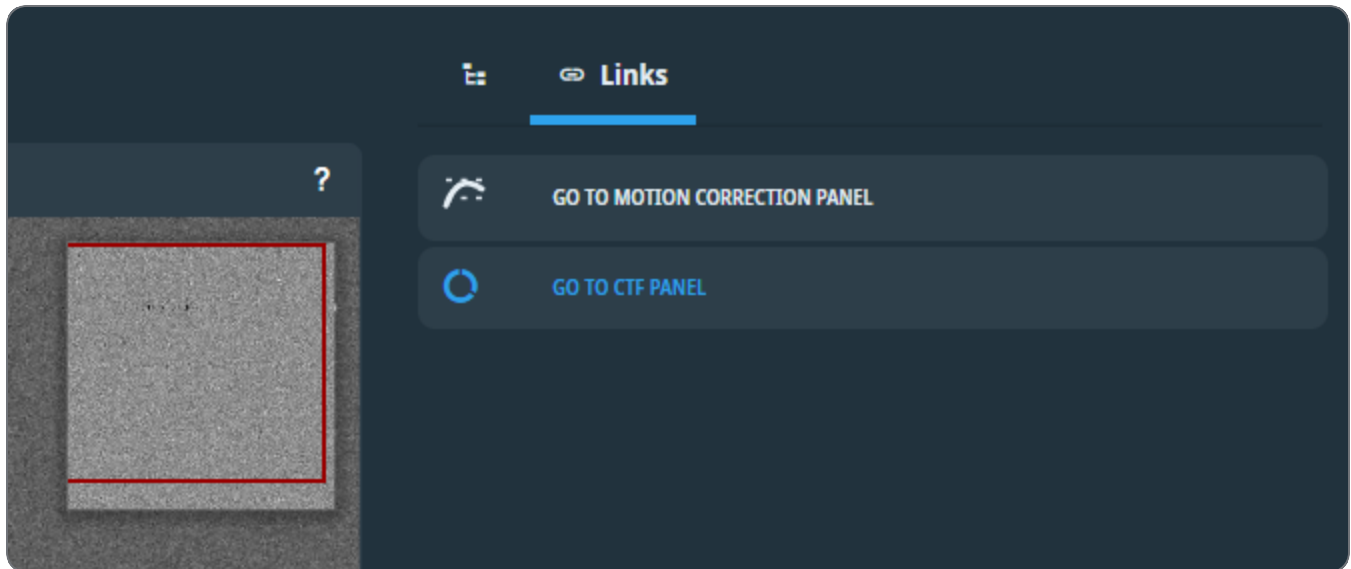 Links
?
GO TO MOTION CORRECTION PANEL
GO TO CTF PANEL